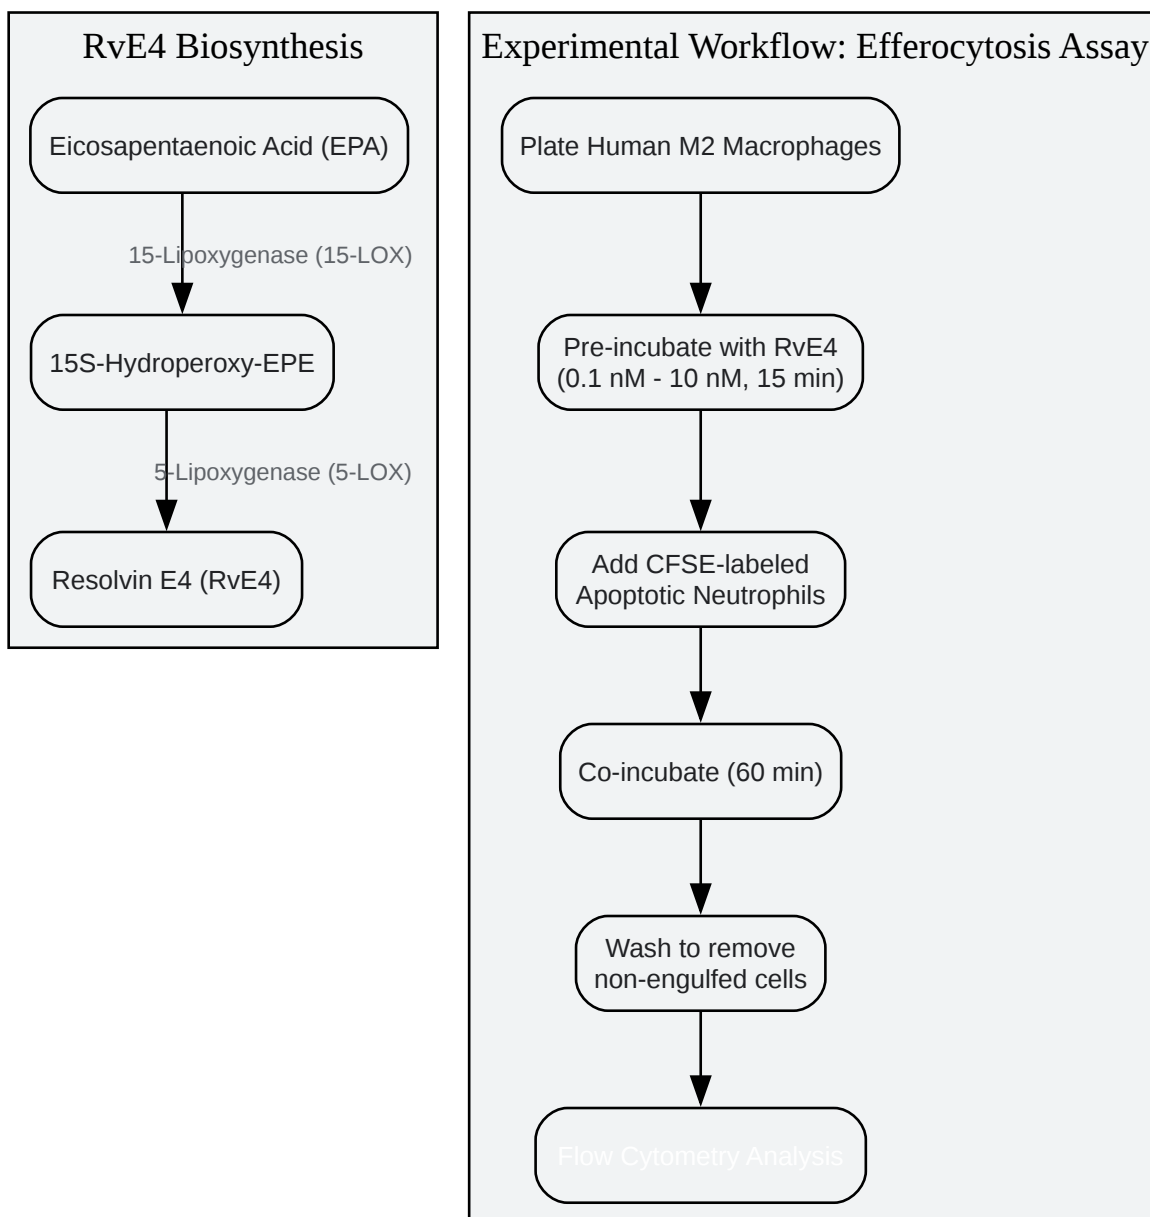 RvE4 Biosynthesis
Eicosapentaenoic Acid (EPA)
15-Lipoxygenase (15-LOX)
15S-Hydroperoxy-EPE
5-Lipoxygenase (5-LOX)
Resolvin E4 (RvE4)
Experimental Workflow: Efferocytosis Assay
Plate Human M2 Macrophages
Pre-incubate with RvE4
(0.1 nM - 10 nM, 15 min)
Add CFSE-labeled
Apoptotic Neutrophils
Co-incubate (60 min)
Wash to remove
non-engulfed cells
Flow Cytometry Analysis